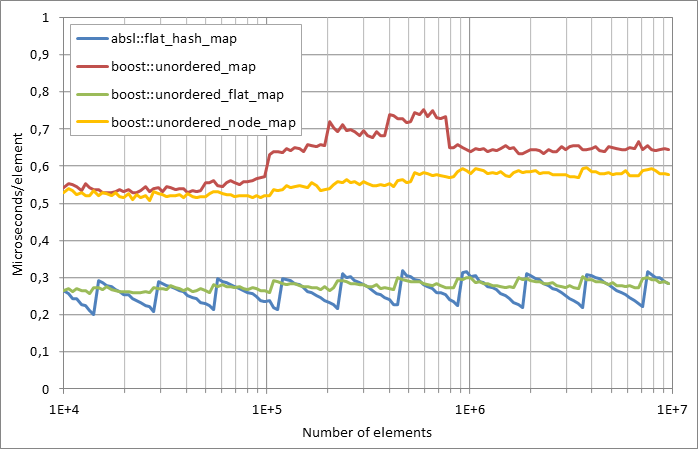 1
0,9
0,8
0,7
0,6
0,5
0,4
0,3
0,2
0,1
0
Microseconds/element
absl::flat_hash_map
boost::unordered_map
boost::unordered_flat_map
boost::unordered_node_map
1E+4 1E+5 1E+6 1E+7
Number of elements